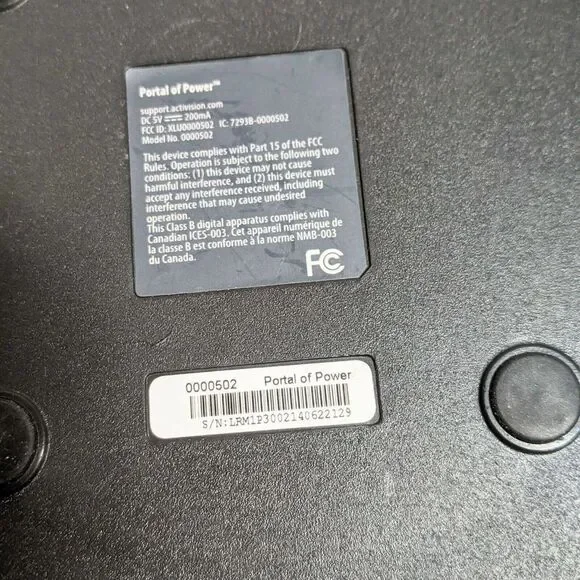 Portal of Power™
support.activision.com
DC 5V ⎓ 200mA
FCC ID: XLU0000502 IC: 7293B-0000502
Model No. 0000502
This device complies with Part 15 of the FCC
Rules. Operation is subject to the following two
conditions: (1) this device may not cause
harmful interference, and (2) this device must
accept any interference received, including
interference that may cause undesired
operation.
This Class B digital apparatus complies with
Canadian ICES-003. Cet appareil numérique de
la classe B est conforme à la norme NMB-003
du Canada.
FC
0000502 Portal of Power
S/N:LRM1P3002140622129